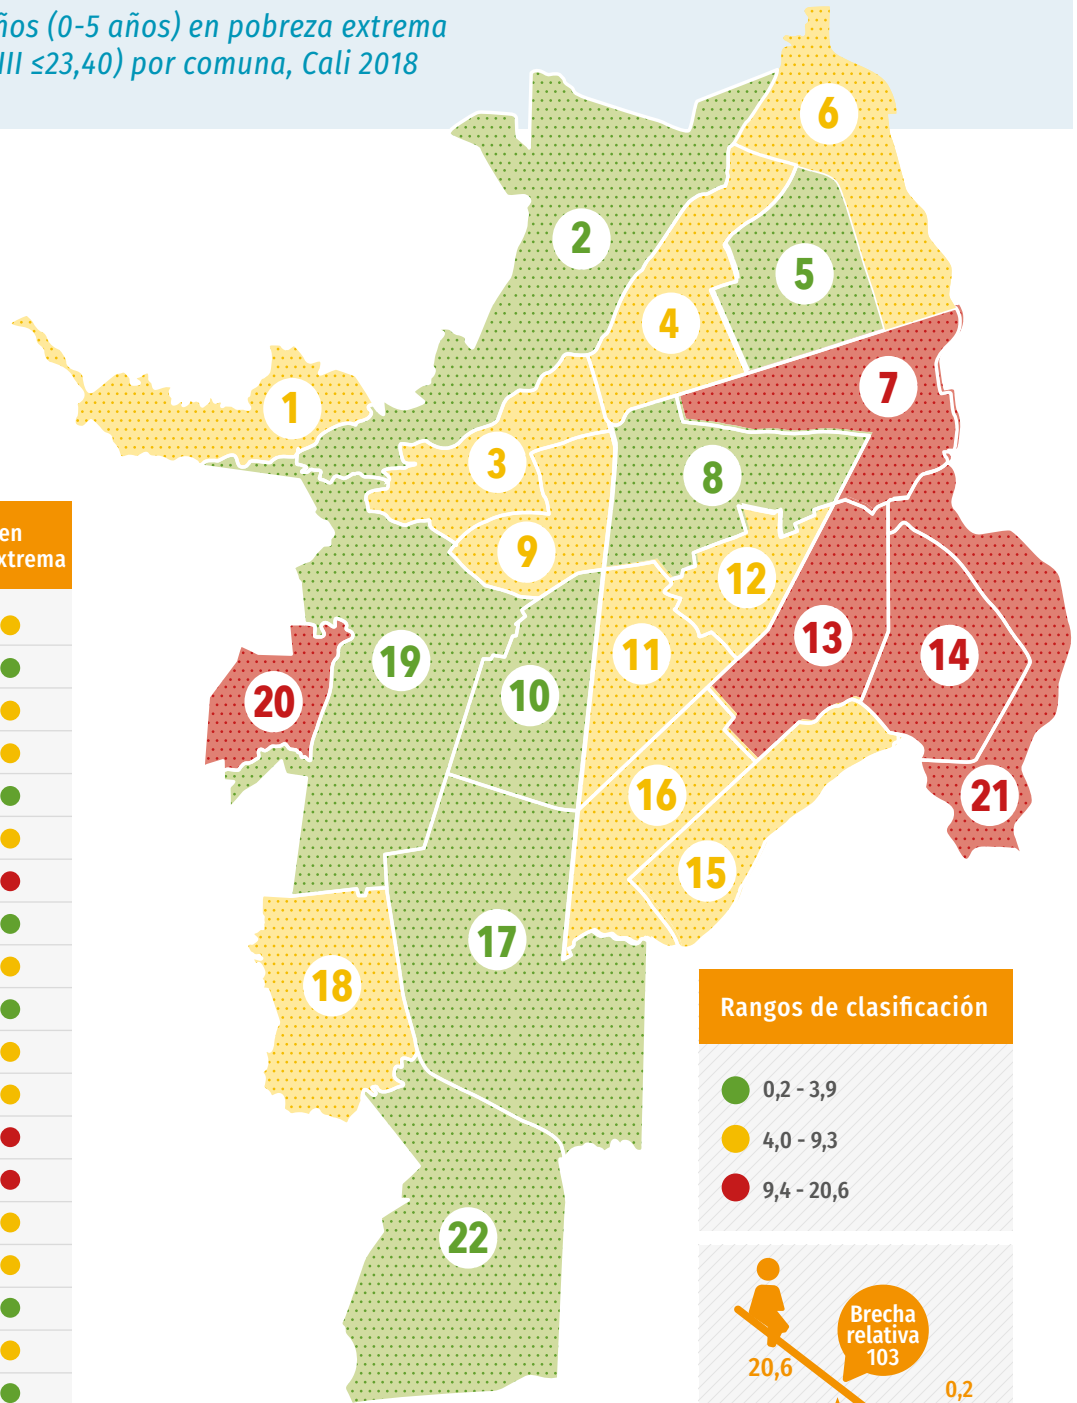 ños (0-5 años) en pobreza extrema
III ≤23,40) por comuna, Cali 2018
6
2
5
4
7
1
3
8
en
xtrema
9
12
13
11
14
19
10
20
16
21
15
17
18
Rangos de clasificación
0,2 - 3,9
4,0 - 9,3
9,4 - 20,6
22
Brecha
relativa
103
20,6
0,2